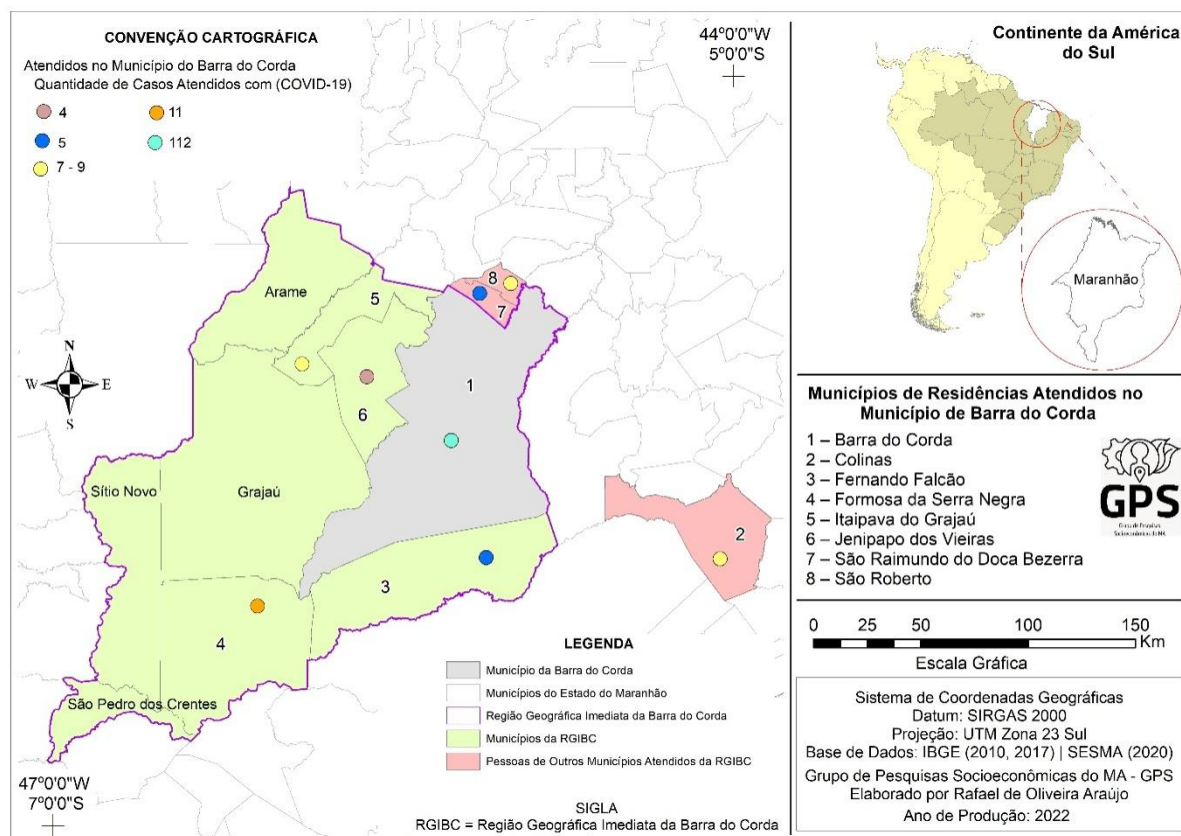 CONVENÇÃO CARTOGRÁFICA
Atendidos no Município do Barra do Corda
Quantidade de Casos Atendidos com (COVID-19)
4
11
5
112
7 - 9
44º0'0"W
5º0'0"S
Arame
5
8
7
1
6
N
W
E
S
Sítio Novo
Grajaú
2
3
4
São Pedro dos Crentes
47º0'0"W
7º0'0"S
LEGENDA
Município da Barra do Corda
Municípios do Estado do Maranhão
Região Geográfica Imediata da Barra do Corda
Municípios da RGIBC
Pessoas de Outros Municípios Atendidos da RGIBC
SIGLA
RGIBC = Região Geográfica Imediata da Barra do Corda
Continente da América
do Sul
Maranhão
Municípios de Residências Atendidos no
Município de Barra do Corda
1 – Barra do Corda
2 – Colinas
3 – Fernando Falcão
4 – Formosa da Serra Negra
5 – Itaipava do Grajaú
6 – Jenipapo dos Vieiras
7 – São Raimundo do Doca Bezerra
8 – São Roberto
GPS
Grupo de Pesquisas
Socioeconômicas do MA
0 25 50 100 150
Km
Escala Gráfica
Sistema de Coordenadas Geográficas
Datum: SIRGAS 2000
Projeção: UTM Zona 23 Sul
Base de Dados: IBGE (2010, 2017) | SESMA (2020)
Grupo de Pesquisas Socioeconômicas do MA - GPS
Elaborado por Rafael de Oliveira Araújo
Ano de Produção: 2022